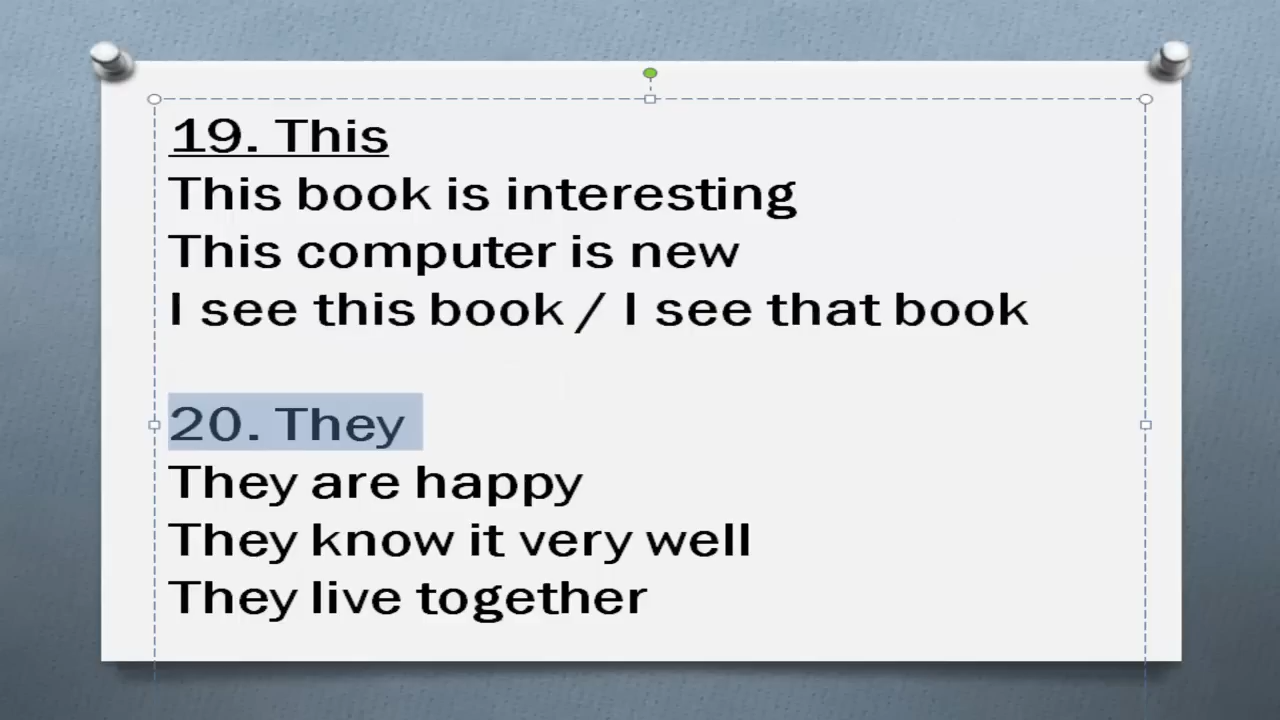 19. This
This book is interesting
This computer is new
I see this book / I see that book
20. They
They are happy
They know it very well
They live together